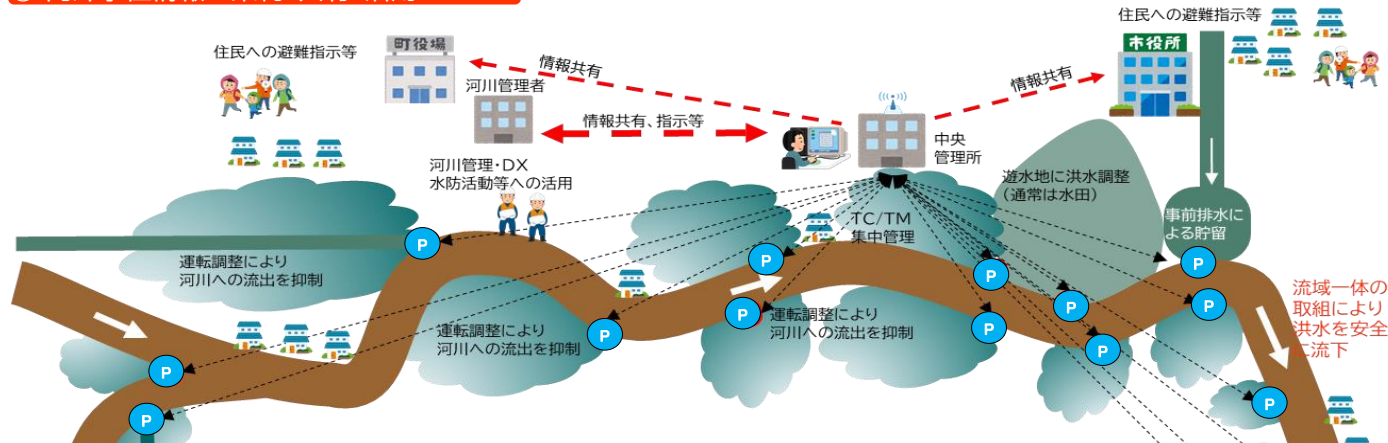 住民への避難指示等
町役場
河川管理者
情報共有
情報共有、指示等
中央
管理所
情報共有
住民への避難指示等
市役所
河川管理・DX
水防活動等への活用
遊水地に洪水調整
(通常は水田)
TC/TM
集中管理
事前排水に
よる貯留
運転調整により
河川への流出を抑制
運転調整により
河川への流出を抑制
運転調整により
河川への流出を抑制
流域一体の
取組により
洪水を安全
に流下
P
P
P
P
P
P
P
P
P
P
P
P
P